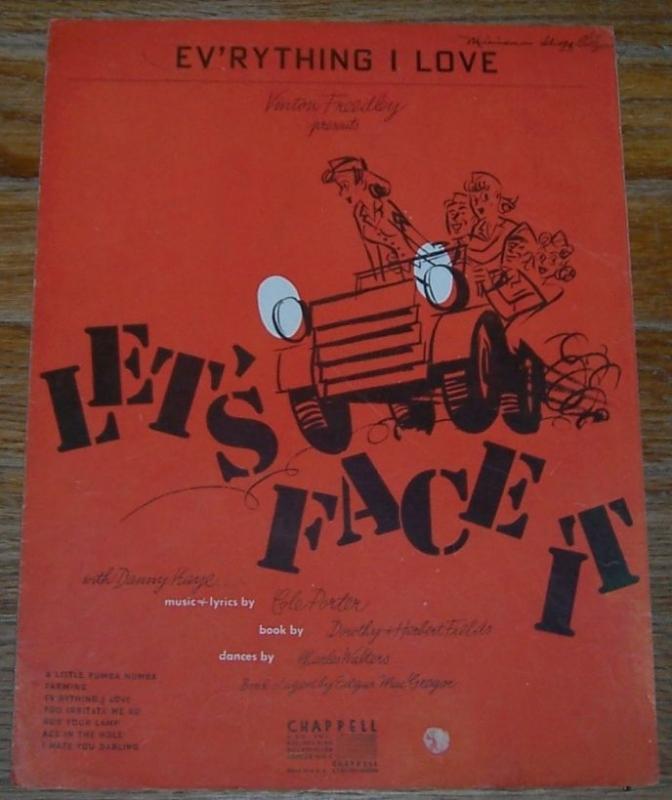 EV'RYTHING I LOVE
Vinton Freedley
presents
LET'S
FACE IT
with Danny Kaye...
music & lyrics by Cole Porter
book by Dorothy & Herbert Fields
dances by Charles Walters
Book staged by Edgar MacGregor
A LITTLE RUMBA NUMBA
FARMING
EV'RYTHING I LOVE
YOU IRRITATE ME SO
RUB YOUR LAMP
ACE IN THE HOLE
I HATE YOU DARLING
CHAPPELL
CHAPPELL